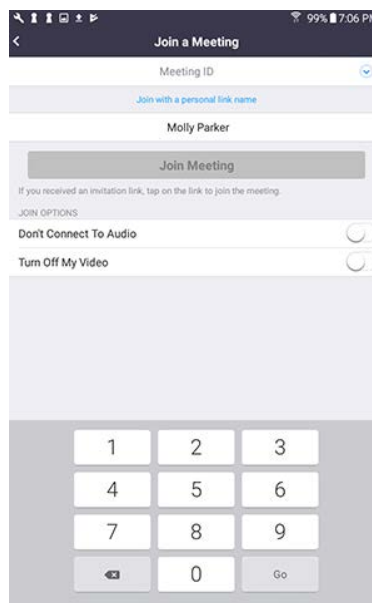 99% 7:06 PM
Join a Meeting
Meeting ID
Join with a personal link name
Molly Parker
Join Meeting
If you received an invitation link, tap on the link to join the meeting.
JOIN OPTIONS
Don't Connect To Audio
Turn Off My Video
1 2 3
4 5 6
7 8 9
0 Go